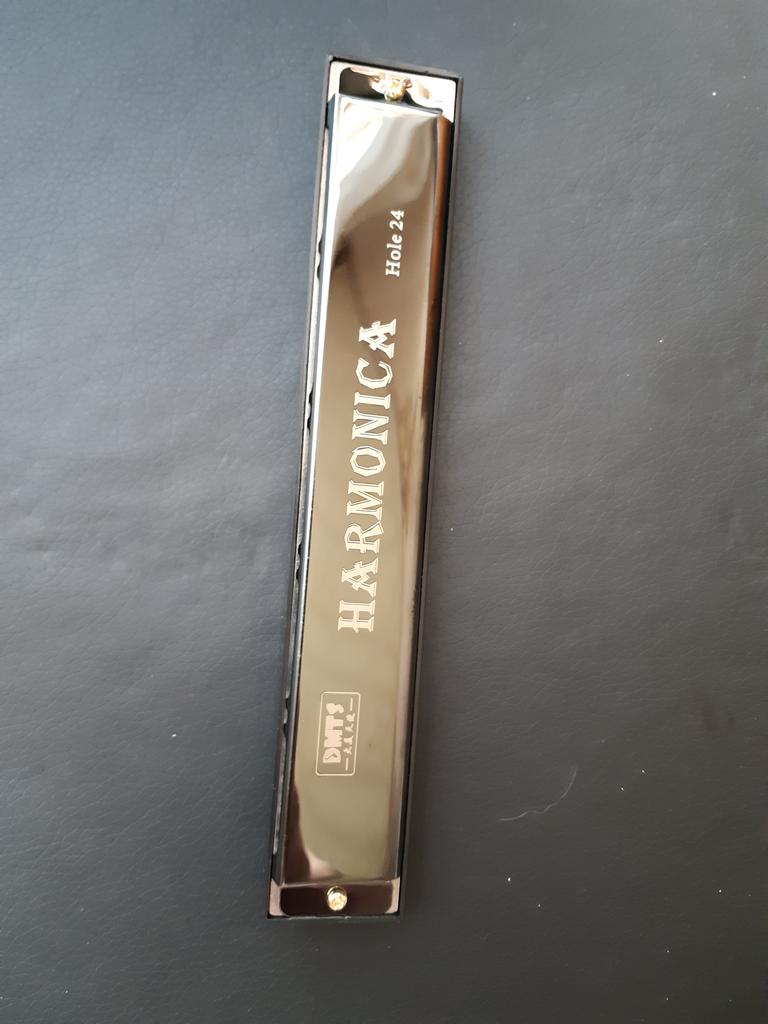 DMTS
HARMONICA
Hole 24